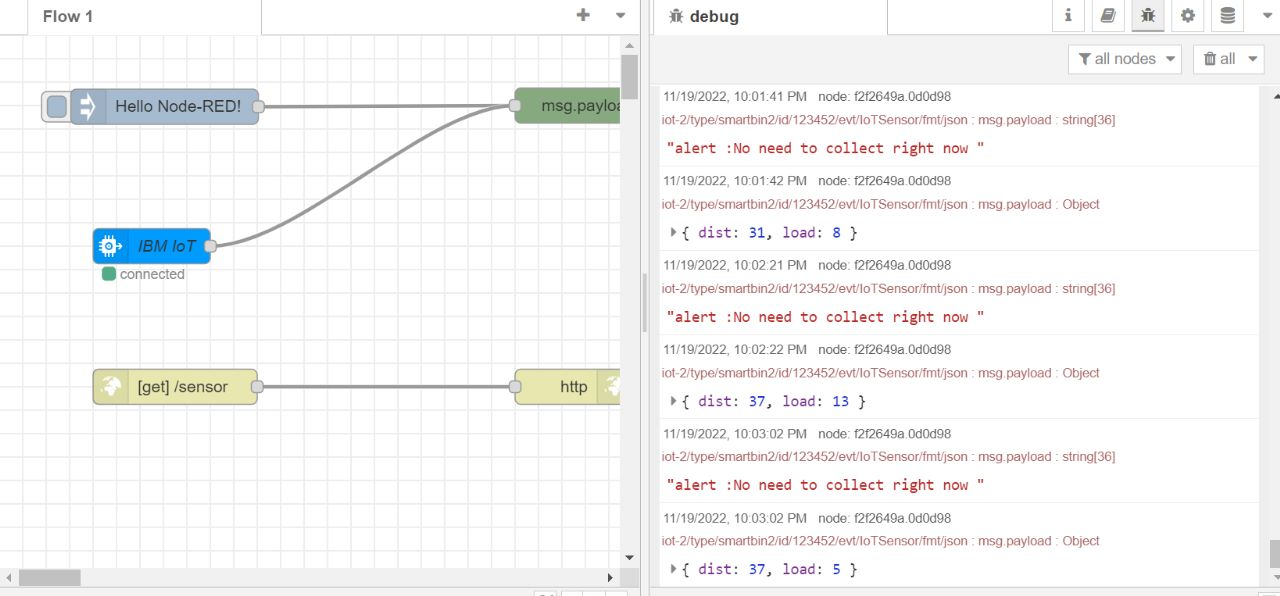 Flow 1
Hello Node-RED!
msg.payloa
IBM IoT
connected
[get] /sensor
http
debug
all nodes
all
11/19/2022, 10:01:41 PM node: f2f2649a.0d0d98
iot-2/type/smartbin2/id/123452/evt/IoTSensor/fmt/json : msg.payload : string[36]
"alert :No need to collect right now "
11/19/2022, 10:01:42 PM node: f2f2649a.0d0d98
iot-2/type/smartbin2/id/123452/evt/IoTSensor/fmt/json : msg.payload : Object
{ dist: 31, load: 8 }
11/19/2022, 10:02:21 PM node: f2f2649a.0d0d98
iot-2/type/smartbin2/id/123452/evt/IoTSensor/fmt/json : msg.payload : string[36]
"alert :No need to collect right now "
11/19/2022, 10:02:22 PM node: f2f2649a.0d0d98
iot-2/type/smartbin2/id/123452/evt/IoTSensor/fmt/json : msg.payload : Object
{ dist: 37, load: 13 }
11/19/2022, 10:03:02 PM node: f2f2649a.0d0d98
iot-2/type/smartbin2/id/123452/evt/IoTSensor/fmt/json : msg.payload : string[36]
"alert :No need to collect right now "
11/19/2022, 10:03:02 PM node: f2f2649a.0d0d98
iot-2/type/smartbin2/id/123452/evt/IoTSensor/fmt/json : msg.payload : Object
{ dist: 37, load: 5 }